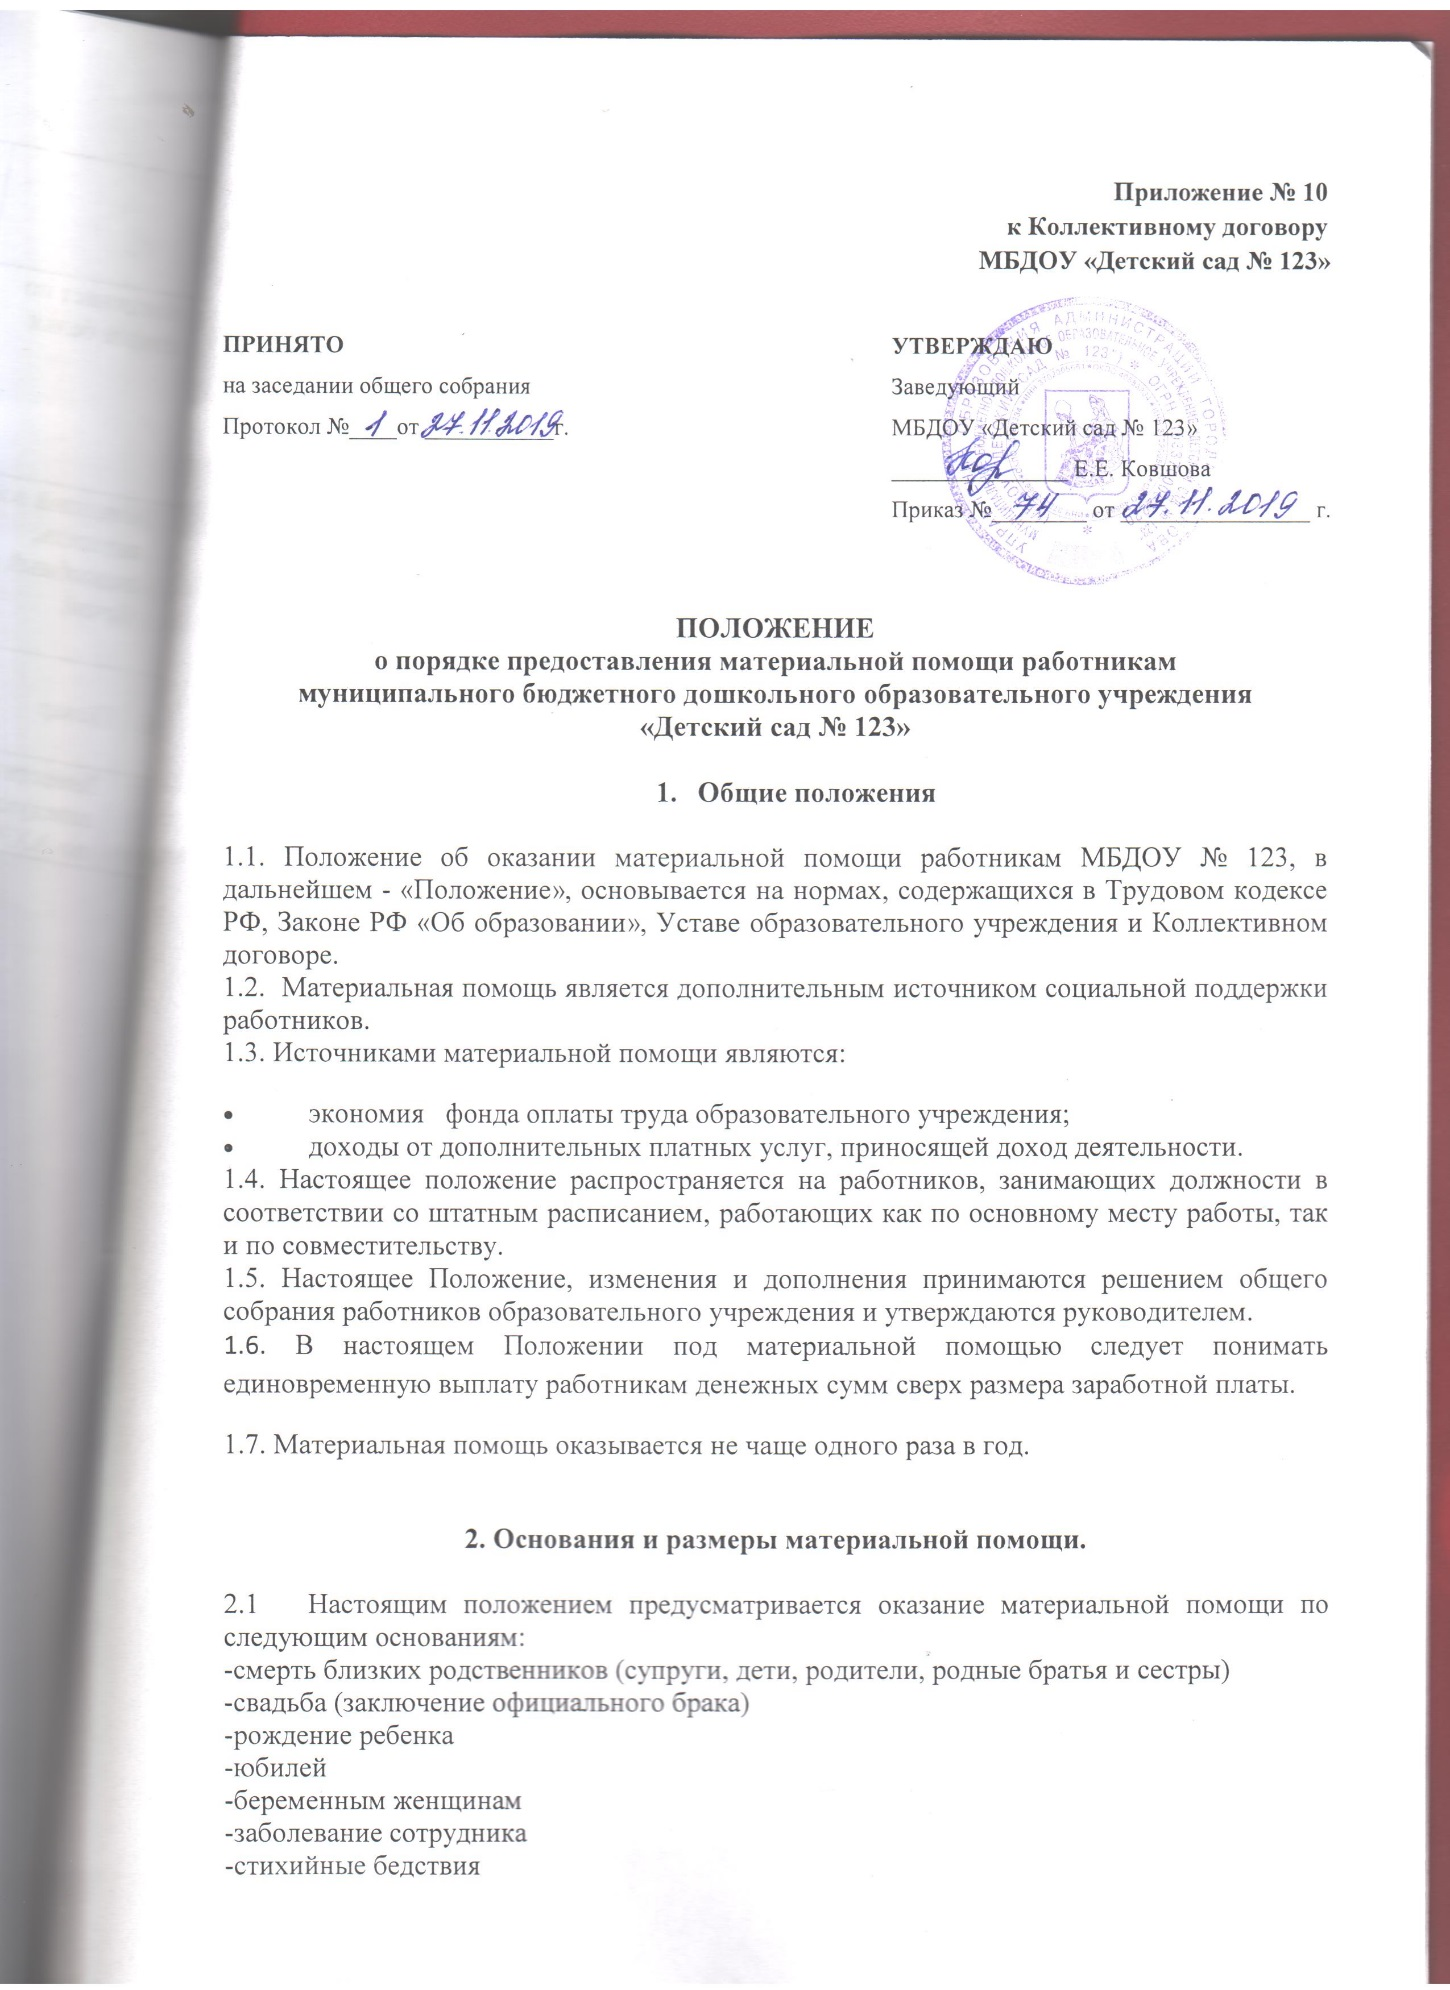 Приложение № 10
к Коллективному договору
МБДОУ «Детский сад № 123»
ПРИНЯТО
на заседании общего собрания
Протокол № 1 от 27.11.2019г.
УТВЕРЖДАЮ
Заведующий
МБДОУ «Детский сад № 123»
Е.Е. Ковшова
Приказ № 74 от 27.11.2019 г.
ПОЛОЖЕНИЕ
о порядке предоставления материальной помощи работникам
муниципального бюджетного дошкольного образовательного учреждения
«Детский сад № 123»
1. Общие положения
1.1. Положение об оказании материальной помощи работникам МБДОУ № 123, в
дальнейшем - «Положение», основывается на нормах, содержащихся в Трудовом кодексе
РФ, Законе РФ «Об образовании», Уставе образовательного учреждения и Коллективном
договоре.
1.2. Материальная помощь является дополнительным источником социальной поддержки
работников.
1.3. Источниками материальной помощи являются:
• экономия фонда оплаты труда образовательного учреждения;
• доходы от дополнительных платных услуг, приносящей доход деятельности.
1.4. Настоящее положение распространяется на работников, занимающих должности в
соответствии со штатным расписанием, работающих как по основному месту работы, так
и по совместительству.
1.5. Настоящее Положение, изменения и дополнения принимаются решением общего
собрания работников образовательного учреждения и утверждаются руководителем.
1.6. В настоящем Положении под материальной помощью следует понимать
единовременную выплату работникам денежных сумм сверх размера заработной платы.
1.7. Материальная помощь оказывается не чаще одного раза в год.
2. Основания и размеры материальной помощи.
2.1 Настоящим положением предусматривается оказание материальной помощи по
следующим основаниям:
-смерть близких родственников (супруги, дети, родители, родные братья и сестры)
-свадьба (заключение официального брака)
-рождение ребенка
-юбилей
-беременным женщинам
-заболевание сотрудника
-стихийные бедствия